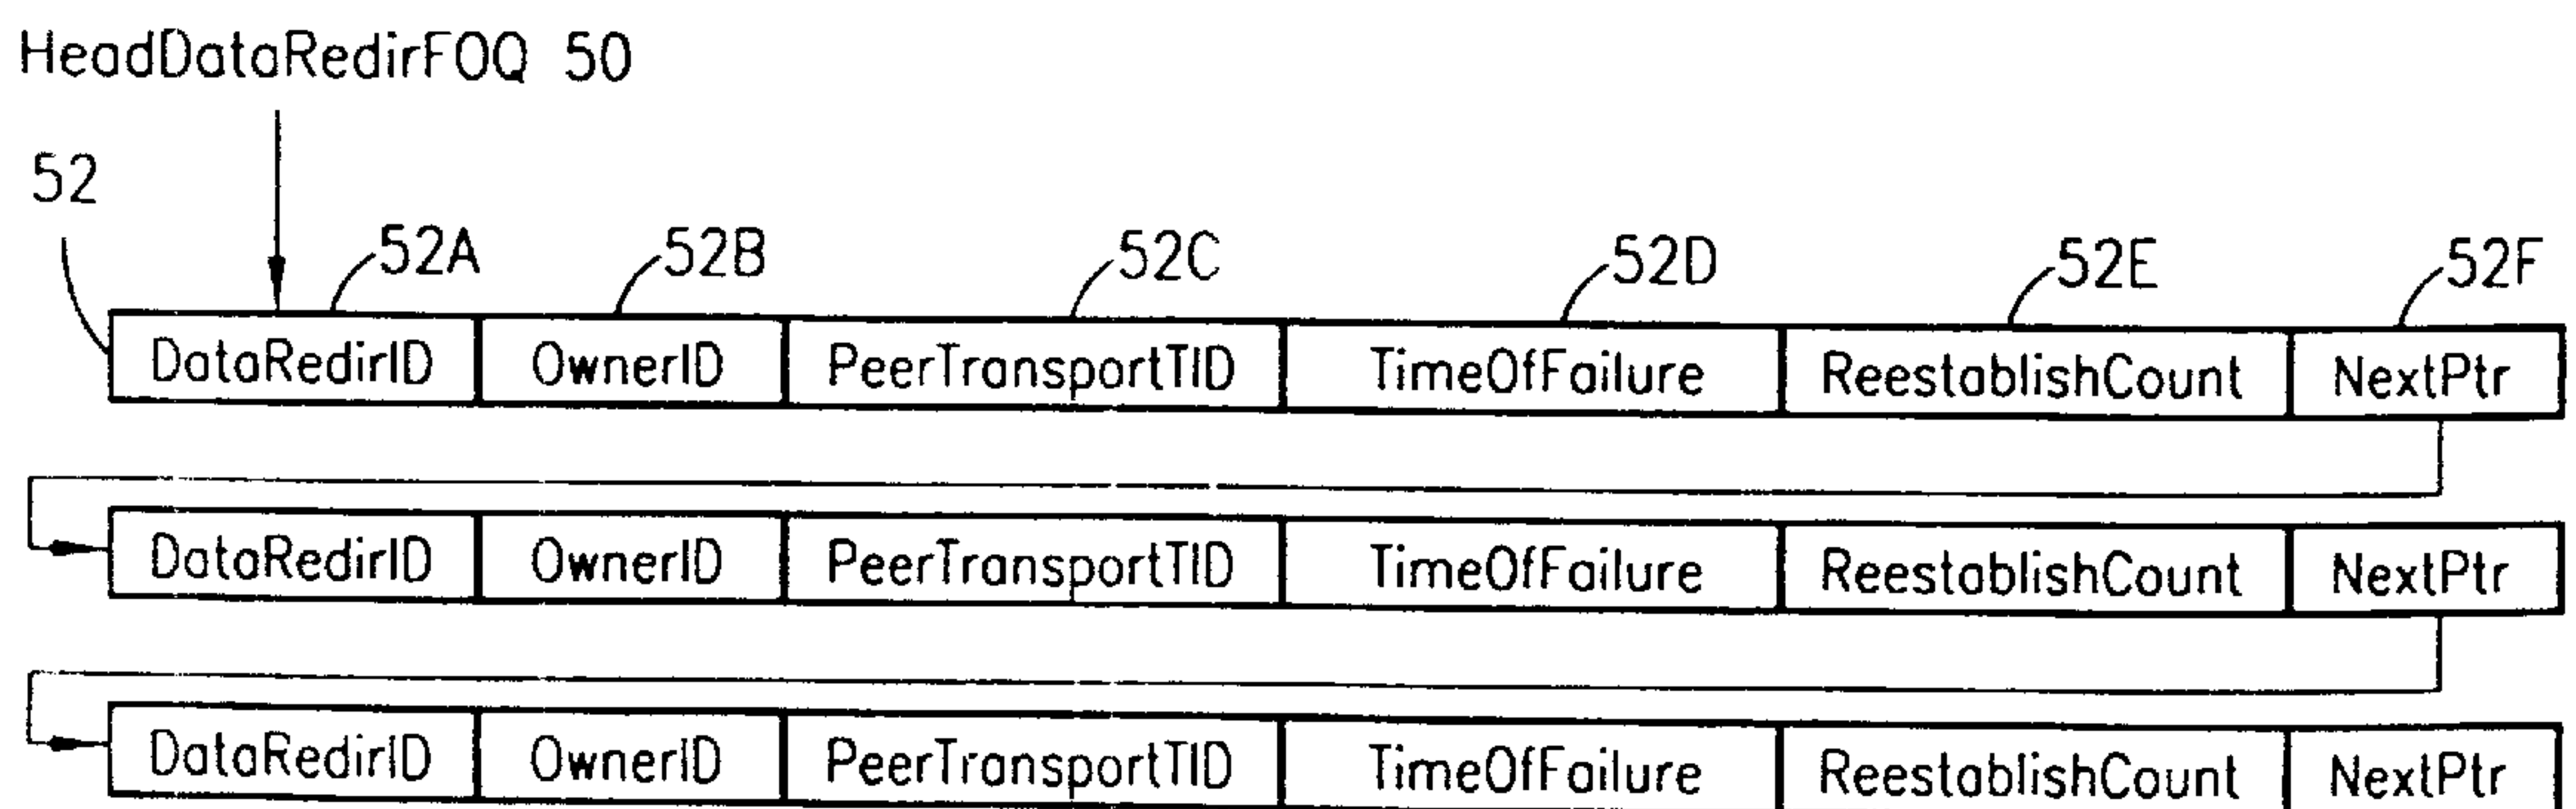 HeadDataRedirFOQ 50
52
52A 52B 52C 52D 52E 52F
DataRedirID OwnerID PeerTransportTID TimeOfFailure ReestablishCount NextPtr
DataRedirID OwnerID PeerTransportTID TimeOfFailure ReestablishCount NextPtr
DataRedirID OwnerID PeerTransportTID TimeOfFailure ReestablishCount NextPtr